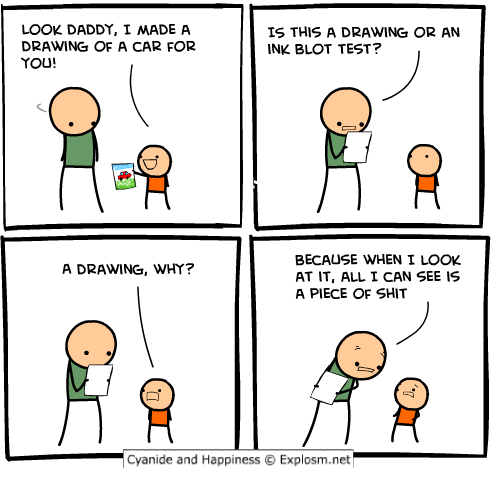 LOOK DADDY, I MADE A
DRAWING OF A CAR FOR
YOU!
IS THIS A DRAWING OR AN
INK BLOT TEST?
A DRAWING, WHY?
BECAUSE WHEN I LOOK
AT IT, ALL I CAN SEE IS
A PIECE OF SHIT
Cyanide and Happiness © Explosm.net